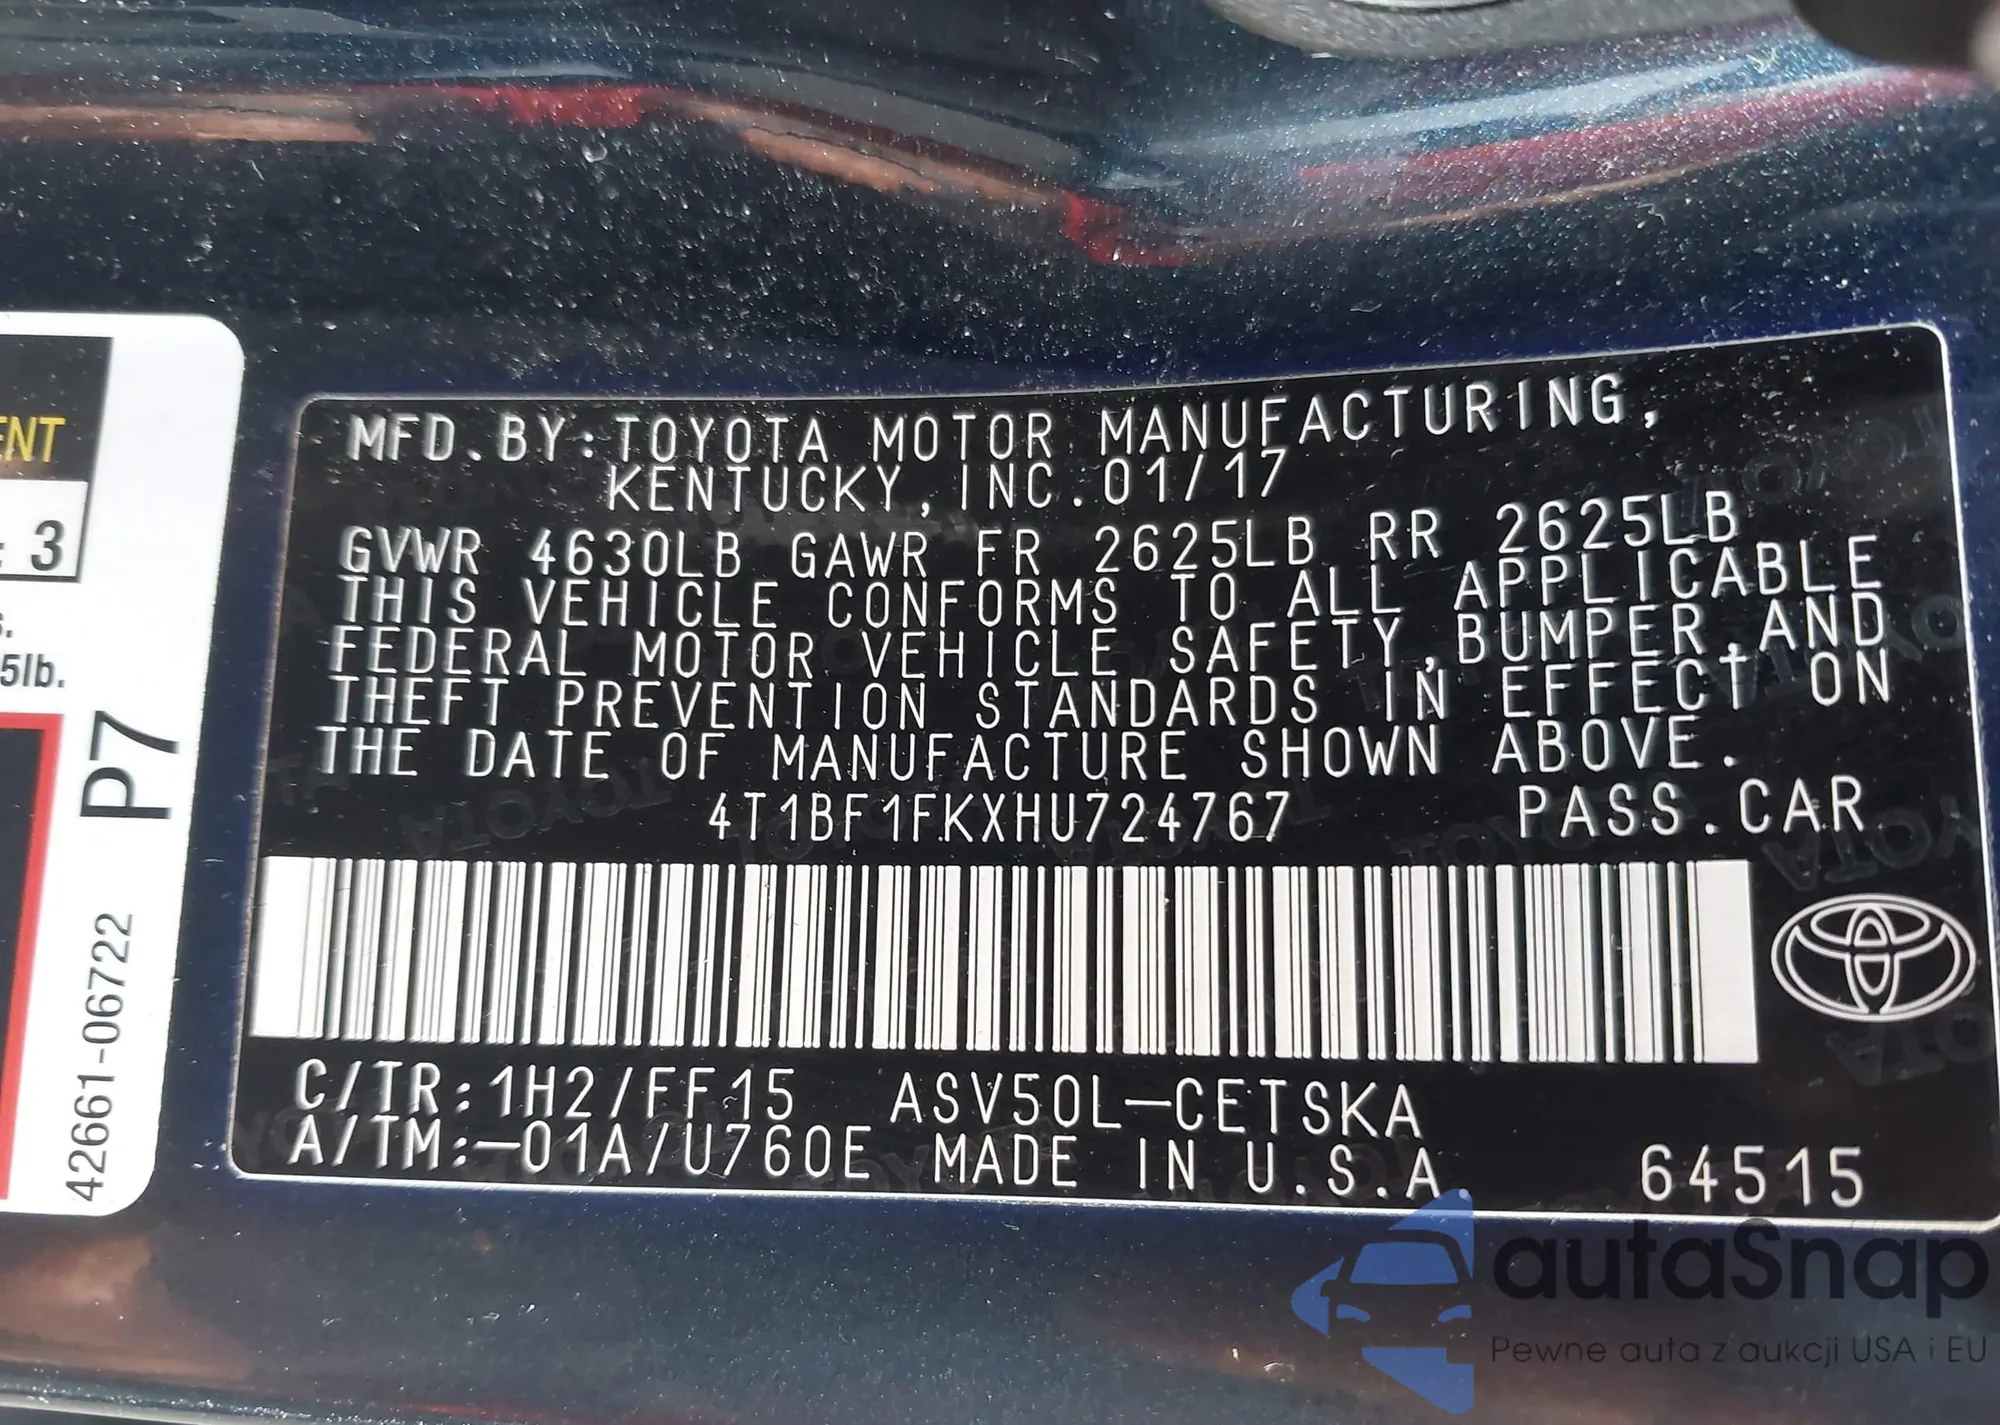 MFD.BY:TOYOTA MOTOR MANUFACTURING,
KENTUCKY,INC.01/17
GVWR 4630LB GAWR FR 2625LB RR 2625LB
THIS VEHICLE CONFORMS TO ALL APPLICABLE
FEDERAL MOTOR VEHICLE SAFETY,BUMPER,AND
THEFT PREVENTION STANDARDS IN EFFECT ON
THE DATE OF MANUFACTURE SHOWN ABOVE.
4T1BF1FKXHU724767 PASS.CAR
C/TR:1H2/FF15 ASV50L-CETSKA
A/TM:-01A/U760E MADE IN U.S.A. 64515
ENT
: 3
s.
5lb.
P7
42661-06722
autaSnap
Pewne auta z aukcji USA i EU